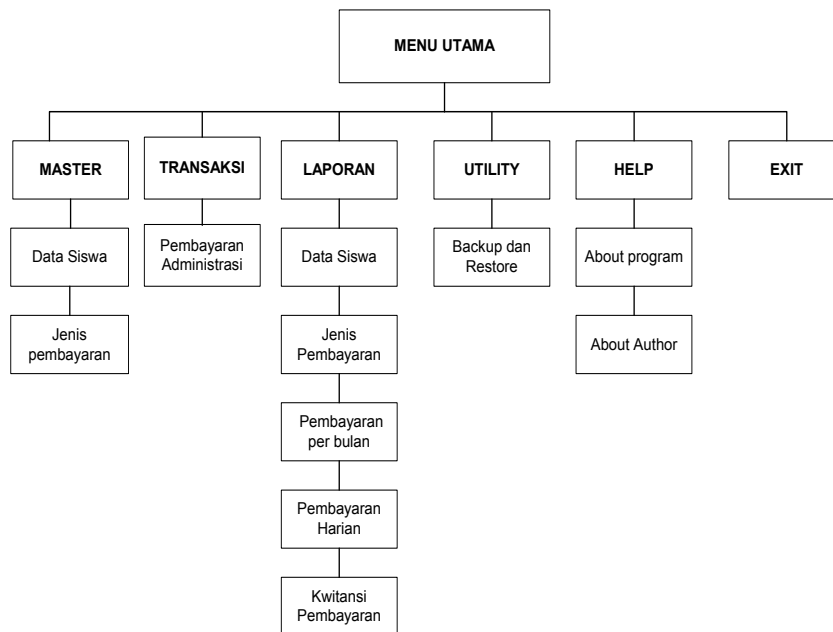 MENU UTAMA
MASTER
TRANSAKSI
LAPORAN
UTILITY
HELP
EXIT
Data Siswa
Pembayaran
Administrasi
Data Siswa
Backup dan
Restore
About program
Jenis
pembayaran
Jenis
Pembayaran
About Author
Pembayaran
per bulan
Pembayaran
Harian
Kwitansi
Pembayaran